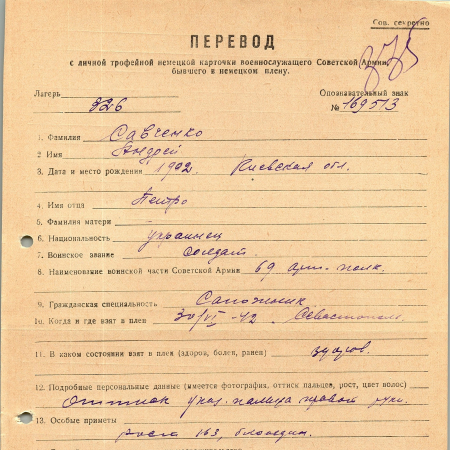 Сов. секретно
ПЕРЕВОД
375
с личной трофейной немецкой карточки военнослужащего Советской Армии,
бывшего в немецком плену.
Лагерь 326
Опознавательный знак
№ 169513
1. Фамилия Савченко
2 Имя Андрей
3. Дата и место рождения 1902. Киевская обл.
4. Имя отца Петро
5. Фамилия матери
6. Национальность украинец
7. Воинское звание солдат
8. Наименование воинской части Советской Армии 69 арт. полк.
9. Гражданская специальность Сапожник
10. Когда и где взят в плен 30/VI-42. Севастополь
11. В каком состоянии взят в плен (здоров, болен, ранен) здоров.
12. Подробные персональные данные (имеется фотография, оттиск пальцев, рост, цвет волос)
Оттиск указ. пальца правой руки.
13. Особые приметы
рост 163, блондин.